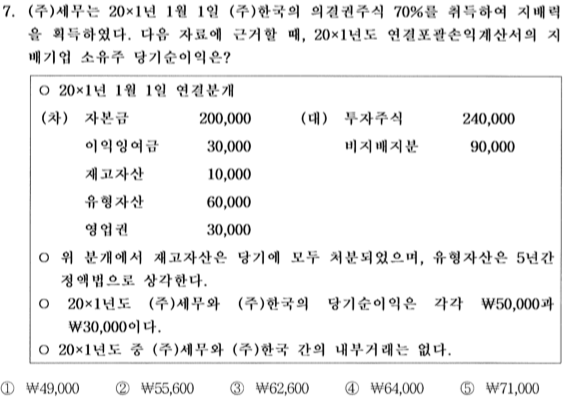 7. (주)세무는 20×1년 1월 1일 (주)한국의 의결권주식 70%를 취득하여 지배력
을 획득하였다. 다음 자료에 근거할 때, 20×1년도 연결포괄손익계산서의 지
배기업 소유주 당기순이익은?
○ 20×1년 1월 1일 연결분개
(차) 자본금 200,000 (대) 투자주식 240,000
이익잉여금 30,000 비지배지분 90,000
재고자산 10,000
유형자산 60,000
영업권 30,000
○ 위 분개에서 재고자산은 당기에 모두 처분되었으며, 유형자산은 5년간
정액법으로 상각한다.
○ 20×1년도 (주)세무와 (주)한국의 당기순이익은 각각 ₩50,000과
₩30,000이다.
○ 20×1년도 중 (주)세무와 (주)한국 간의 내부거래는 없다.
① ₩49,000 ② ₩55,600 ③ ₩62,600 ④ ₩64,000 ⑤ ₩71,000